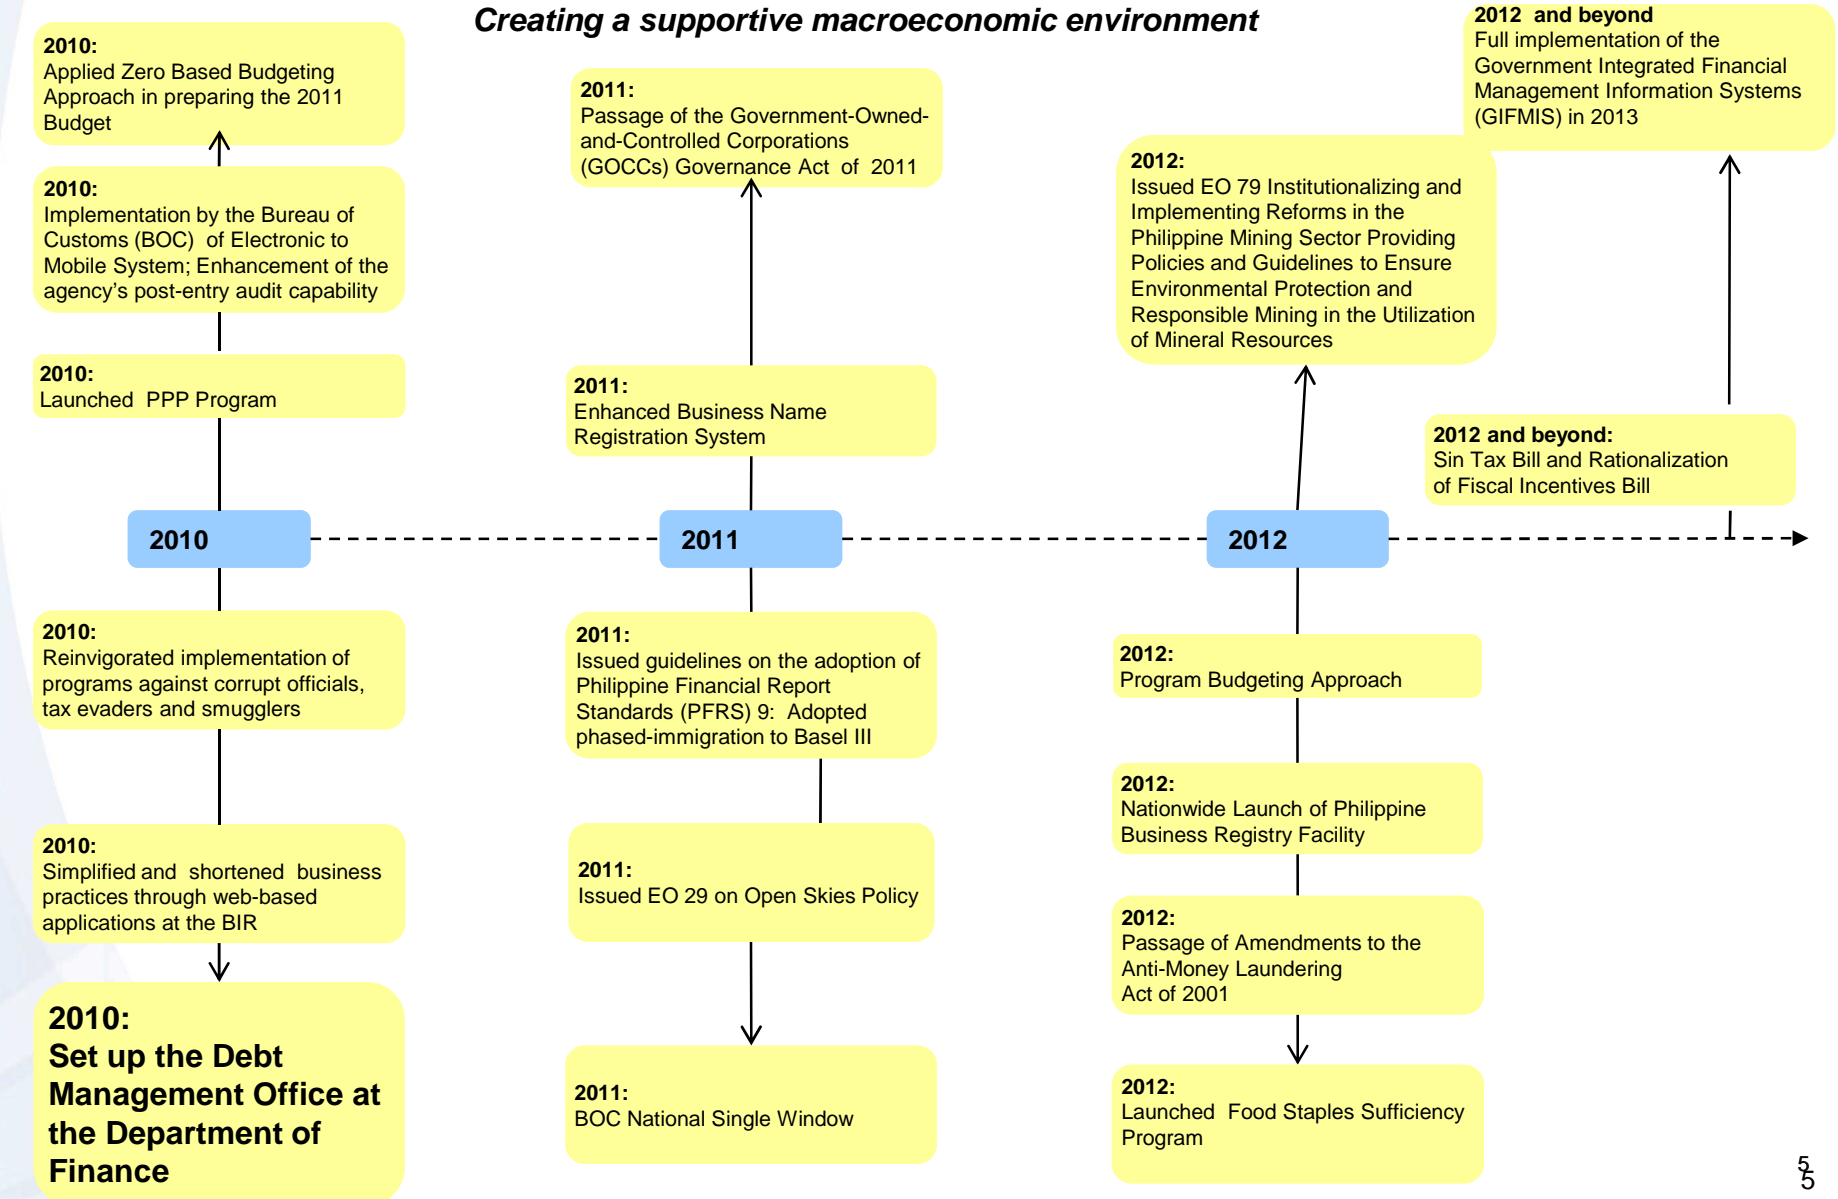 Creating a supportive macroeconomic environment
2010:
Applied Zero Based Budgeting
Approach in preparing the 2011
Budget
2010:
Implementation by the Bureau of
Customs (BOC) of Electronic to
Mobile System; Enhancement of the
agency's post-entry audit capability
2010:
Launched PPP Program
2011:
Passage of the Government-Owned-
and-Controlled Corporations
(GOCCs) Governance Act of 2011
2011:
Enhanced Business Name
Registration System
2012:
Issued EO 79 Institutionalizing and
Implementing Reforms in the
Philippine Mining Sector Providing
Policies and Guidelines to Ensure
Environmental Protection and
Responsible Mining in the Utilization
of Mineral Resources
2012 and beyond
Full implementation of the
Government Integrated Financial
Management Information Systems
(GIFMIS) in 2013
2012 and beyond:
Sin Tax Bill and Rationalization
of Fiscal Incentives Bill
2010
2011
2012
2010:
Reinvigorated implementation of
programs against corrupt officials,
tax evaders and smugglers
2010:
Simplified and shortened business
practices through web-based
applications at the BIR
2010:
Set up the Debt
Management Office at
the Department of
Finance
2011:
Issued guidelines on the adoption of
Philippine Financial Report
Standards (PFRS) 9: Adopted
phased-immigration to Basel III
2011:
Issued EO 29 on Open Skies Policy
2011:
BOC National Single Window
2012:
Program Budgeting Approach
2012:
Nationwide Launch of Philippine
Business Registry Facility
2012:
Passage of Amendments to the
Anti-Money Laundering
Act of 2001
2012:
Launched Food Staples Sufficiency
Program
5
5